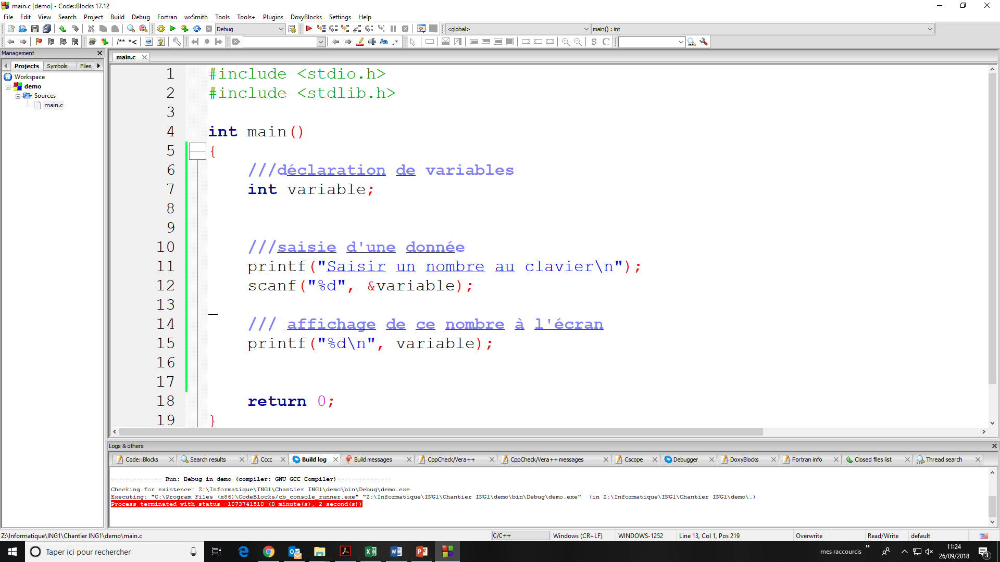 main.c [demo] - Code::Blocks 17.12
File Edit View Search Project Build Debug Fortran wxSmith Tools Tools+ Plugins DoxyBlocks Settings Help
Debug <global> main() : int
/** *< Aa .* S C
Management
Projects Symbols Files
Workspace
demo
Sources
main.c
main.c
1 #include <stdio.h>
2 #include <stdlib.h>
3
4 int main()
5 {
6 ///déclaration de variables
7 int variable;
8
9
10 ///saisie d'une donnée
11 printf("Saisir un nombre au clavier\n");
12 scanf("%d", &variable);
13
14 /// affichage de ce nombre à l'écran
15 printf("%d\n", variable);
16
17
18 return 0;
19 }
Logs & others
Code::Blocks Search results Cccc Build log Build messages CppCheck/Vera++ CppCheck/Vera++ messages Cscope Debugger DoxyBlocks Fortran info Closed files list Thread search
-------------- Run: Debug in demo (compiler: GNU GCC Compiler)---------------
Checking for existence: Z:\Informatique\ING1\Chantier ING1\demo\bin\Debug\demo.exe
Executing: "C:\Program Files (x86)\CodeBlocks/cb_console_runner.exe" "Z:\Informatique\ING1\Chantier ING1\demo\bin\Debug\demo.exe" (in Z:\Informatique\ING1\Chantier ING1\demo\.)
Process terminated with status -1073741510 (0 minute(s), 2 second(s))
Z:\Informatique\ING1\Chantier ING1\demo\main.c C/C++ Windows (CR+LF) WINDOWS-1252 Line 13, Col 1, Pos 219 Overwrite Read/Write default
Taper ici pour rechercher
mes raccourcis
11:24
26/09/2018
3